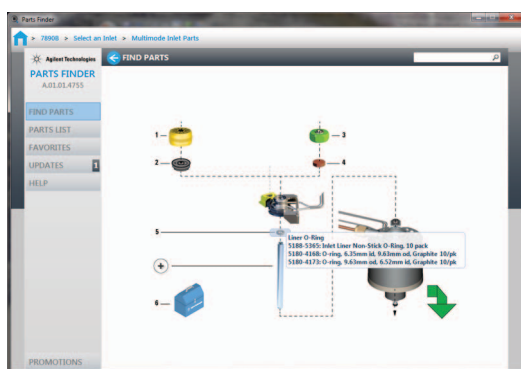 Parts Finder
> 7890B > Select an Inlet > Multimode Inlet Parts
Agilent Technologies
FIND PARTS
PARTS FINDER
A.01.01.4755
FIND PARTS
PARTS LIST
FAVORITES
UPDATES 1
HELP
PROMOTIONS
1
2
3
4
5
6
Liner O-Ring
5188-5365: Inlet Liner Non-Stick O-Ring, 10 pack
5180-4168: O-ring, 6.35mm id, 9.61mm od, Graphite 10/pk
5180-4173: O-ring, 9.63mm od, 6.52mm id, Graphite 10/pk